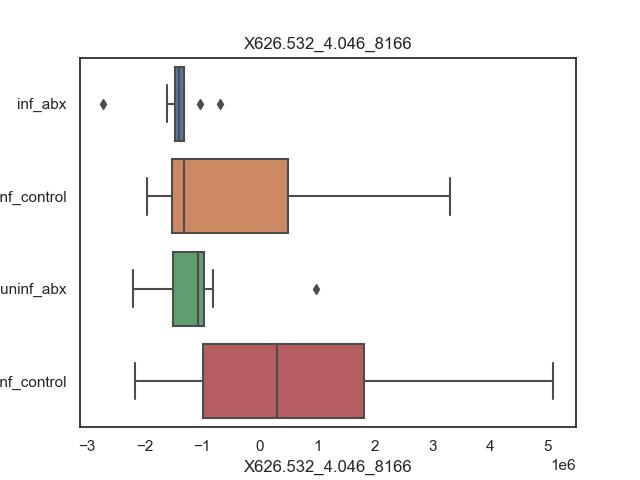 X626.532_4.046_8166
inf_abx
nf_control
uninf_abx
nf_control
−3 −2 −1 0 1 2 3 4 5
X626.532_4.046_8166
1e6